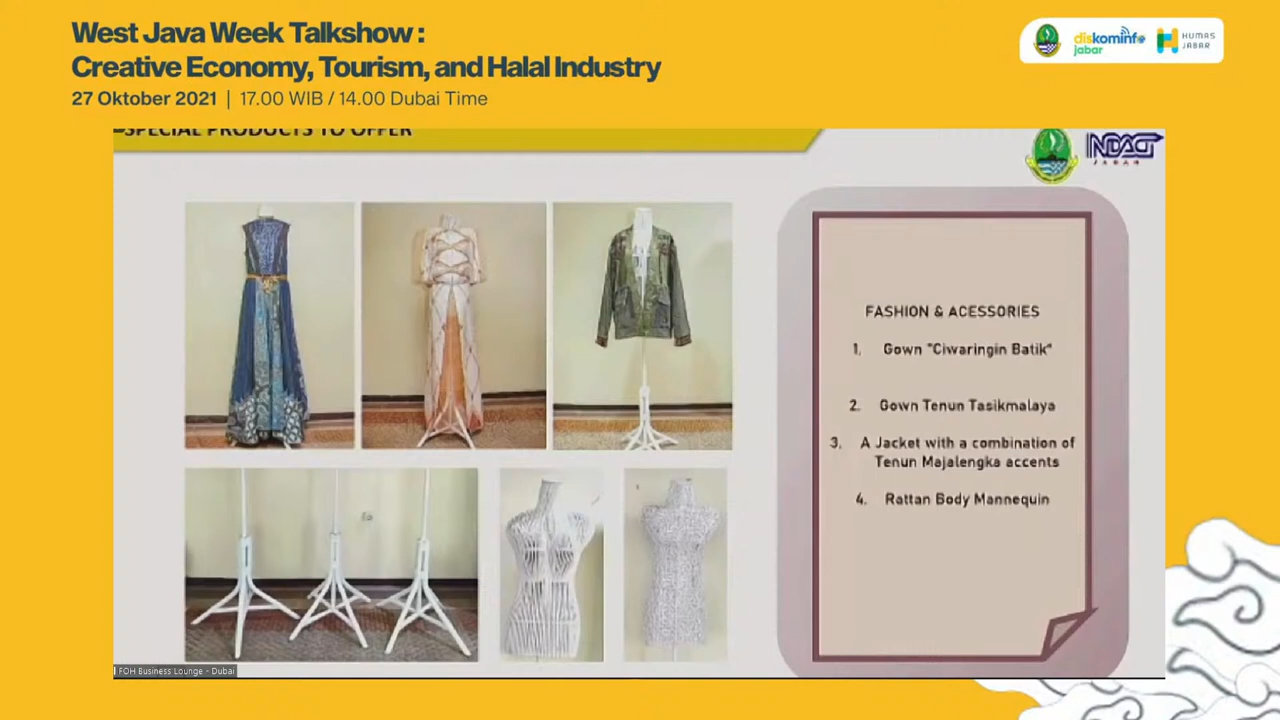 West Java Week Talkshow :
Creative Economy, Tourism, and Halal Industry
27 Oktober 2021 | 17.00 WIB / 14.00 Dubai Time
diskominfo
jabar
HUMAS
JABAR
SPECIAL PRODUCTS TO OFFER
INDAG
JABAR
FASHION & ACESSORIES
1. Gown "Ciwaringin Batik"
2. Gown Tenun Tasikmalaya
3. A Jacket with a combination of
Tenun Majalengka accents
4. Rattan Body Mannequin
FOH Business Lounge - Dubai